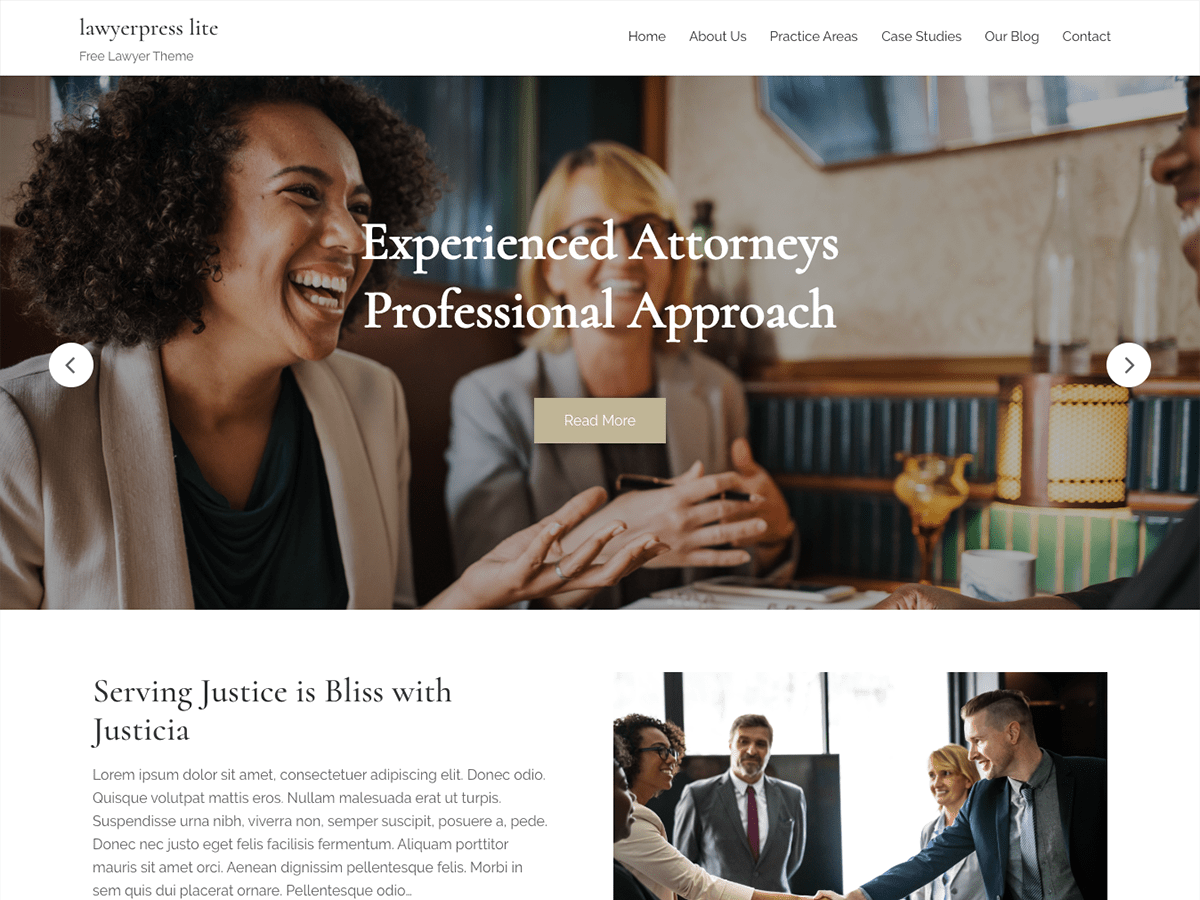 lawyerpress lite
Free Lawyer Theme
Home About Us Practice Areas Case Studies Our Blog Contact
Experienced Attorneys
Professional Approach
Read More
Serving Justice is Bliss with
Justicia
Lorem ipsum dolor sit amet, consectetuer adipiscing elit. Donec odio.
Quisque volutpat mattis eros. Nullam malesuada erat ut turpis.
Suspendisse urna nibh, viverra non, semper suscipit, posuere a, pede.
Donec nec justo eget felis facilisis fermentum. Aliquam porttitor
mauris sit amet orci. Aenean dignissim pellentesque felis. Morbi in
sem quis dui placerat ornare. Pellentesque odio...